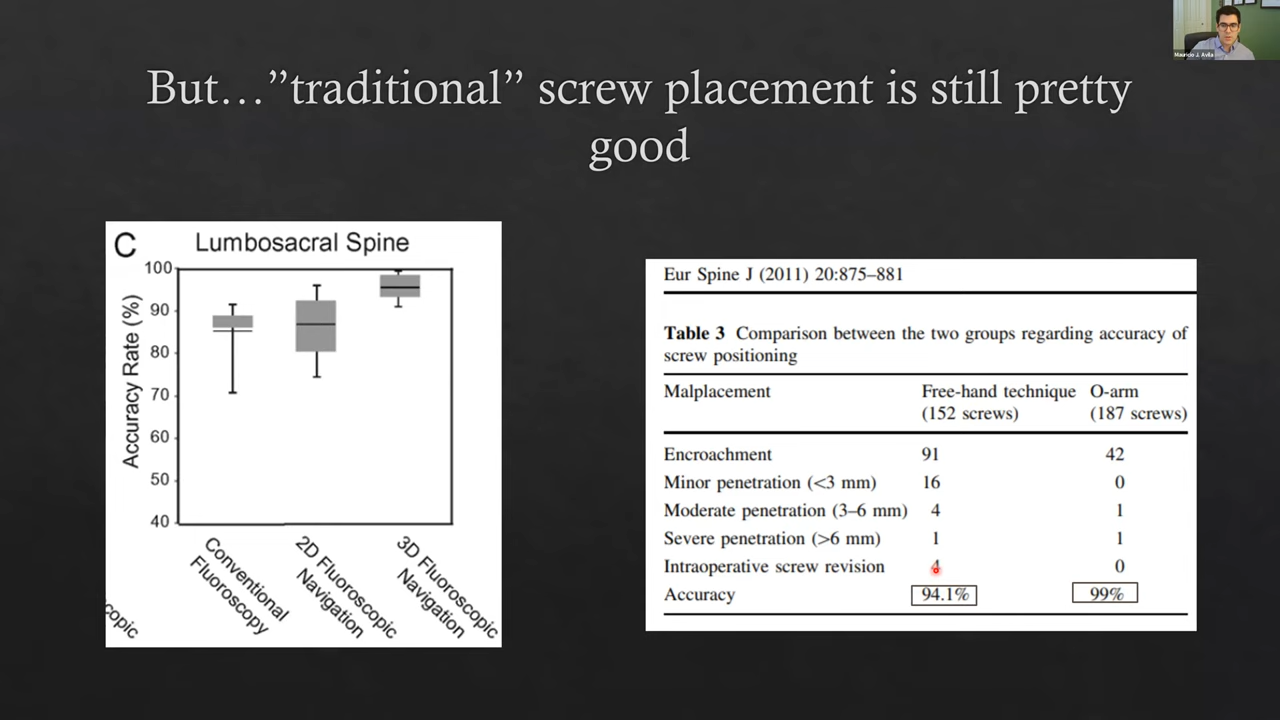 Mauricio J. Avila
But…”traditional” screw placement is still pretty
good
C
Lumbosacral Spine
Accuracy Rate (%)
100
90
80
70
60
50
40
copic
Conventional
Fluoroscopy
2D Fluoroscopic
Navigation
3D Fluoroscopic
Navigation
Eur Spine J (2011) 20:875–881
Table 3 Comparison between the two groups regarding accuracy of
screw positioning
Malplacement Free-hand technique O-arm
(152 screws) (187 screws)
Encroachment 91 42
Minor penetration (<3 mm) 16 0
Moderate penetration (3–6 mm) 4 1
Severe penetration (>6 mm) 1 1
Intraoperative screw revision 4 0
Accuracy 94.1% 99%